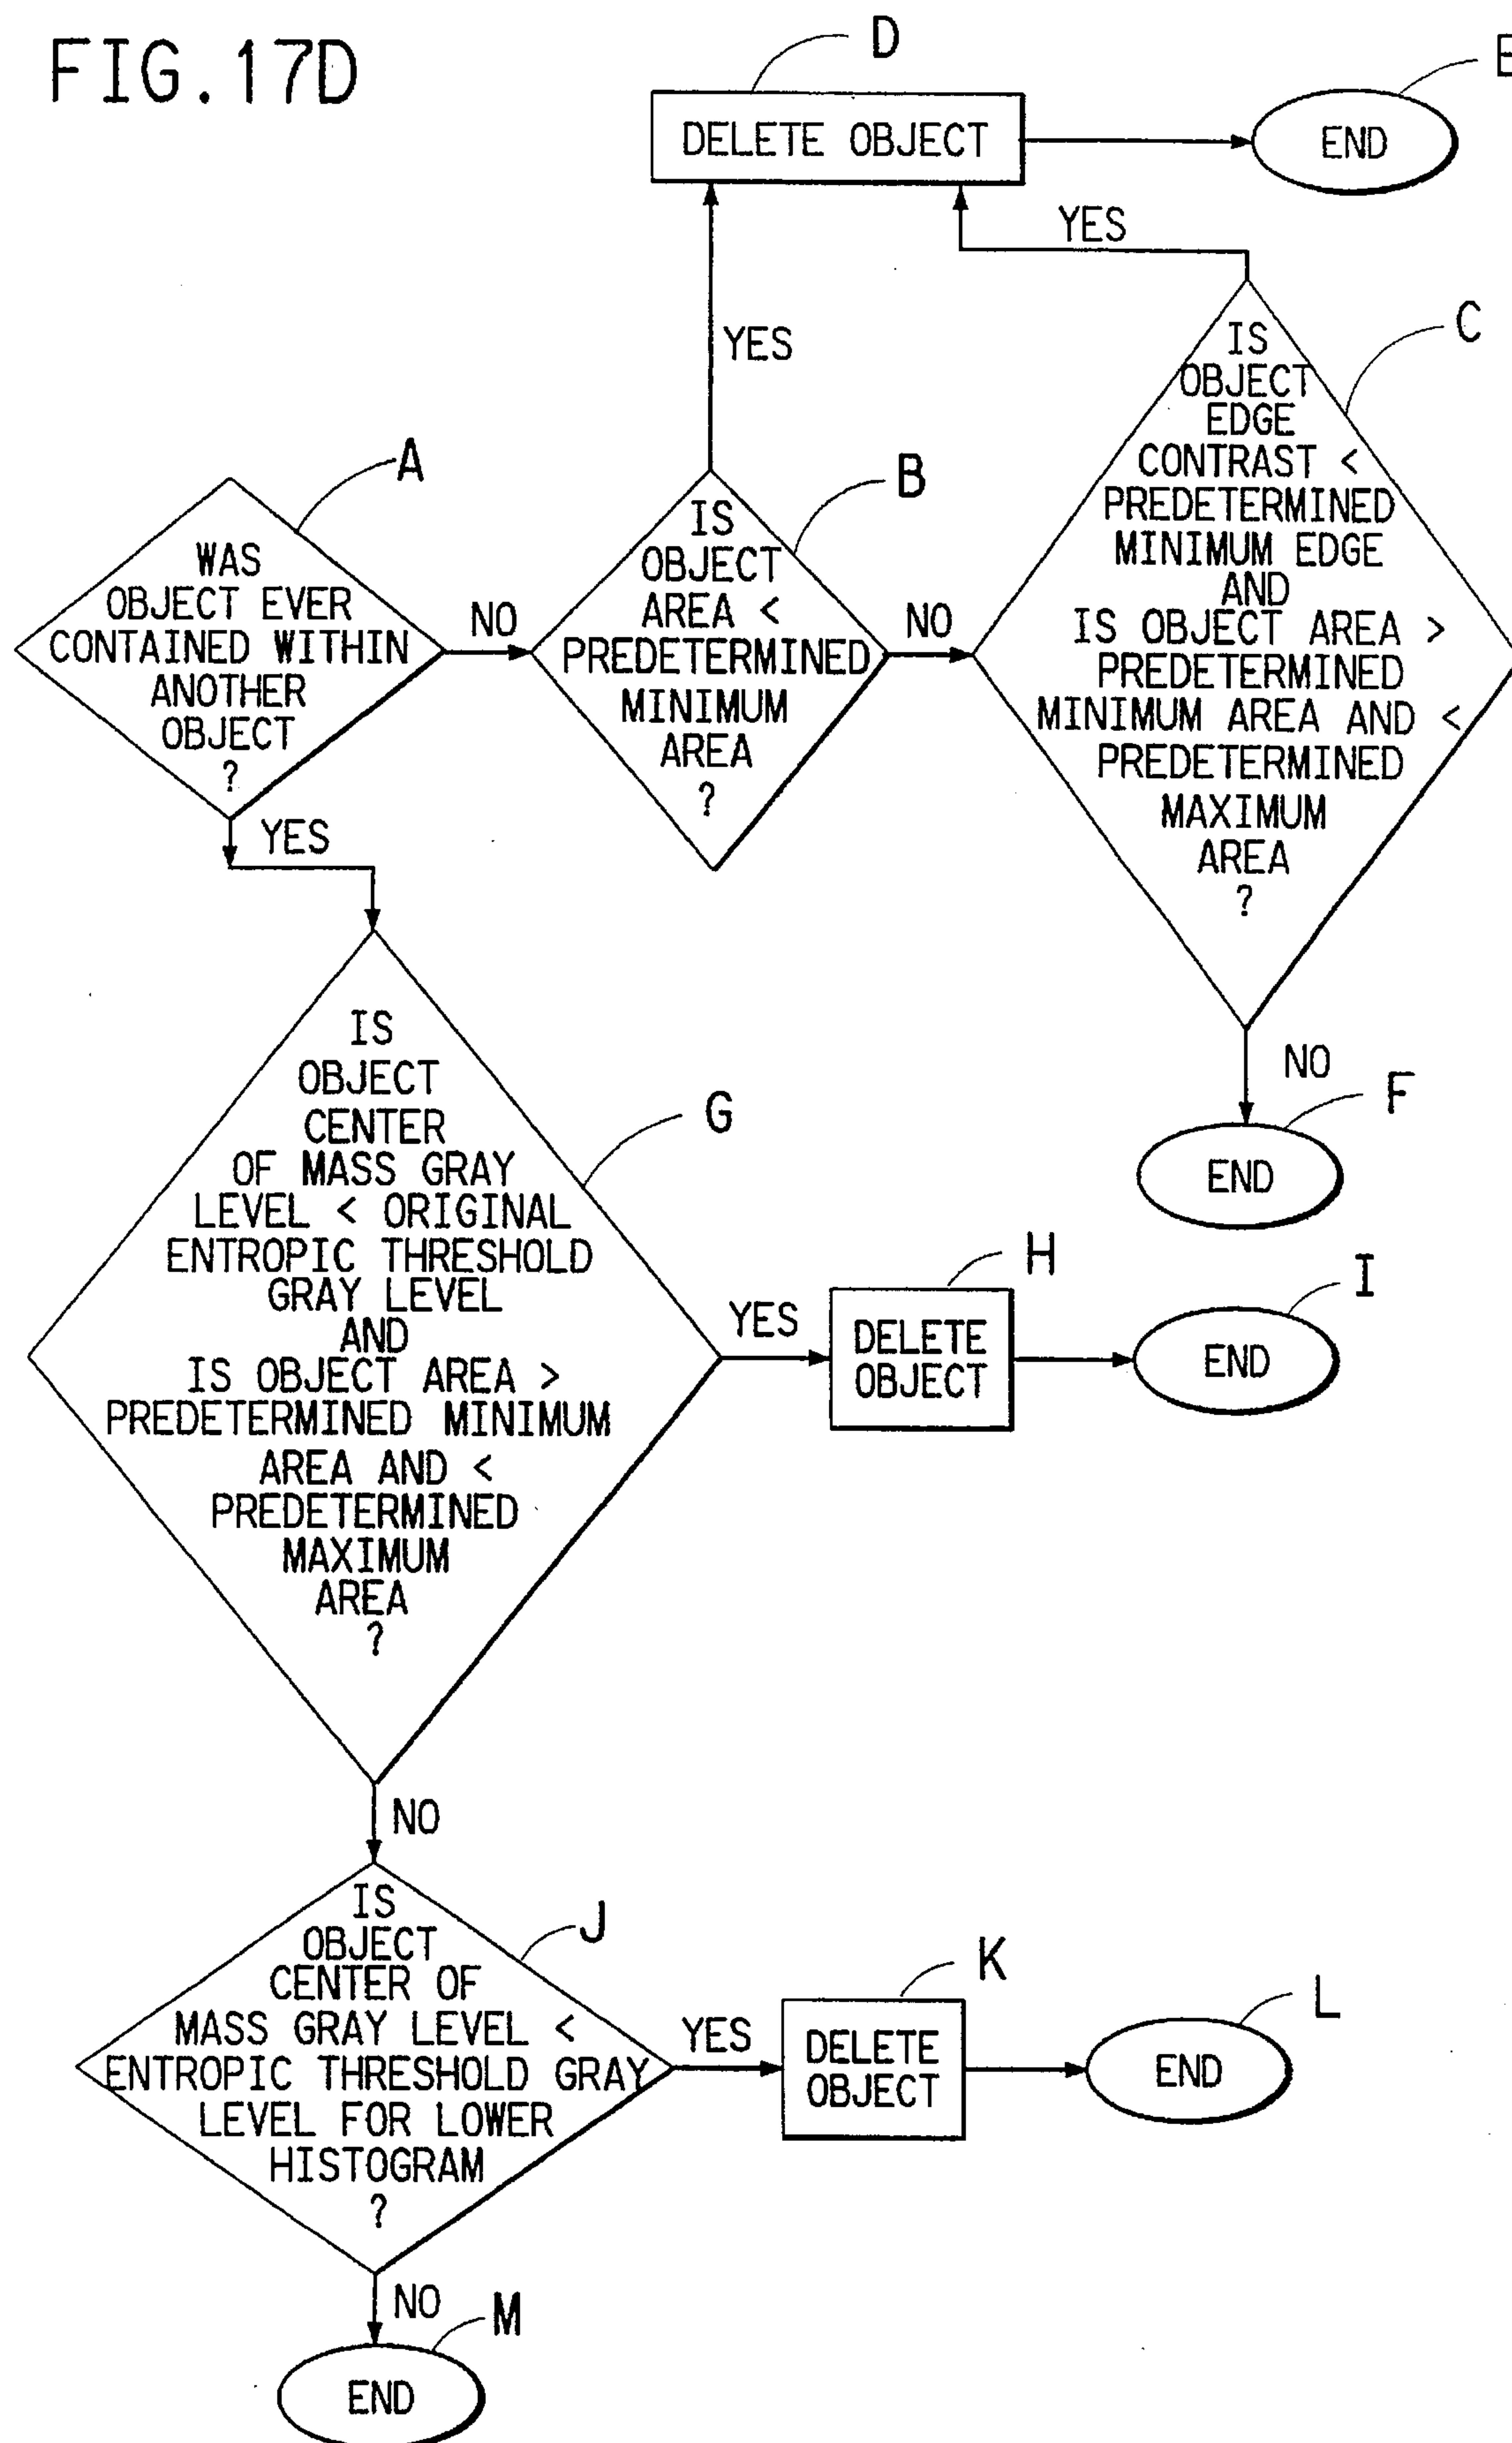 FIG.17D
D
DELETE OBJECT
E
END
YES
YES
C
IS
OBJECT
EDGE
CONTRAST <
PREDETERMINED
MINIMUM EDGE
AND
IS OBJECT AREA >
PREDETERMINED
MINIMUM AREA AND <
PREDETERMINED
MAXIMUM
AREA
?
A
WAS
OBJECT EVER
CONTAINED WITHIN
ANOTHER
OBJECT
?
NO
B
IS
OBJECT
AREA <
PREDETERMINED
MINIMUM
AREA
?
NO
YES
NO
F
END
G
IS
OBJECT
CENTER
OF MASS GRAY
LEVEL < ORIGINAL
ENTROPIC THRESHOLD
GRAY LEVEL
AND
IS OBJECT AREA >
PREDETERMINED MINIMUM
AREA AND <
PREDETERMINED
MAXIMUM
AREA
?
YES
H
DELETE
OBJECT
I
END
NO
J
IS
OBJECT
CENTER OF
MASS GRAY LEVEL <
ENTROPIC THRESHOLD GRAY
LEVEL FOR LOWER
HISTOGRAM
?
YES
K
DELETE
OBJECT
L
END
NO
M
END